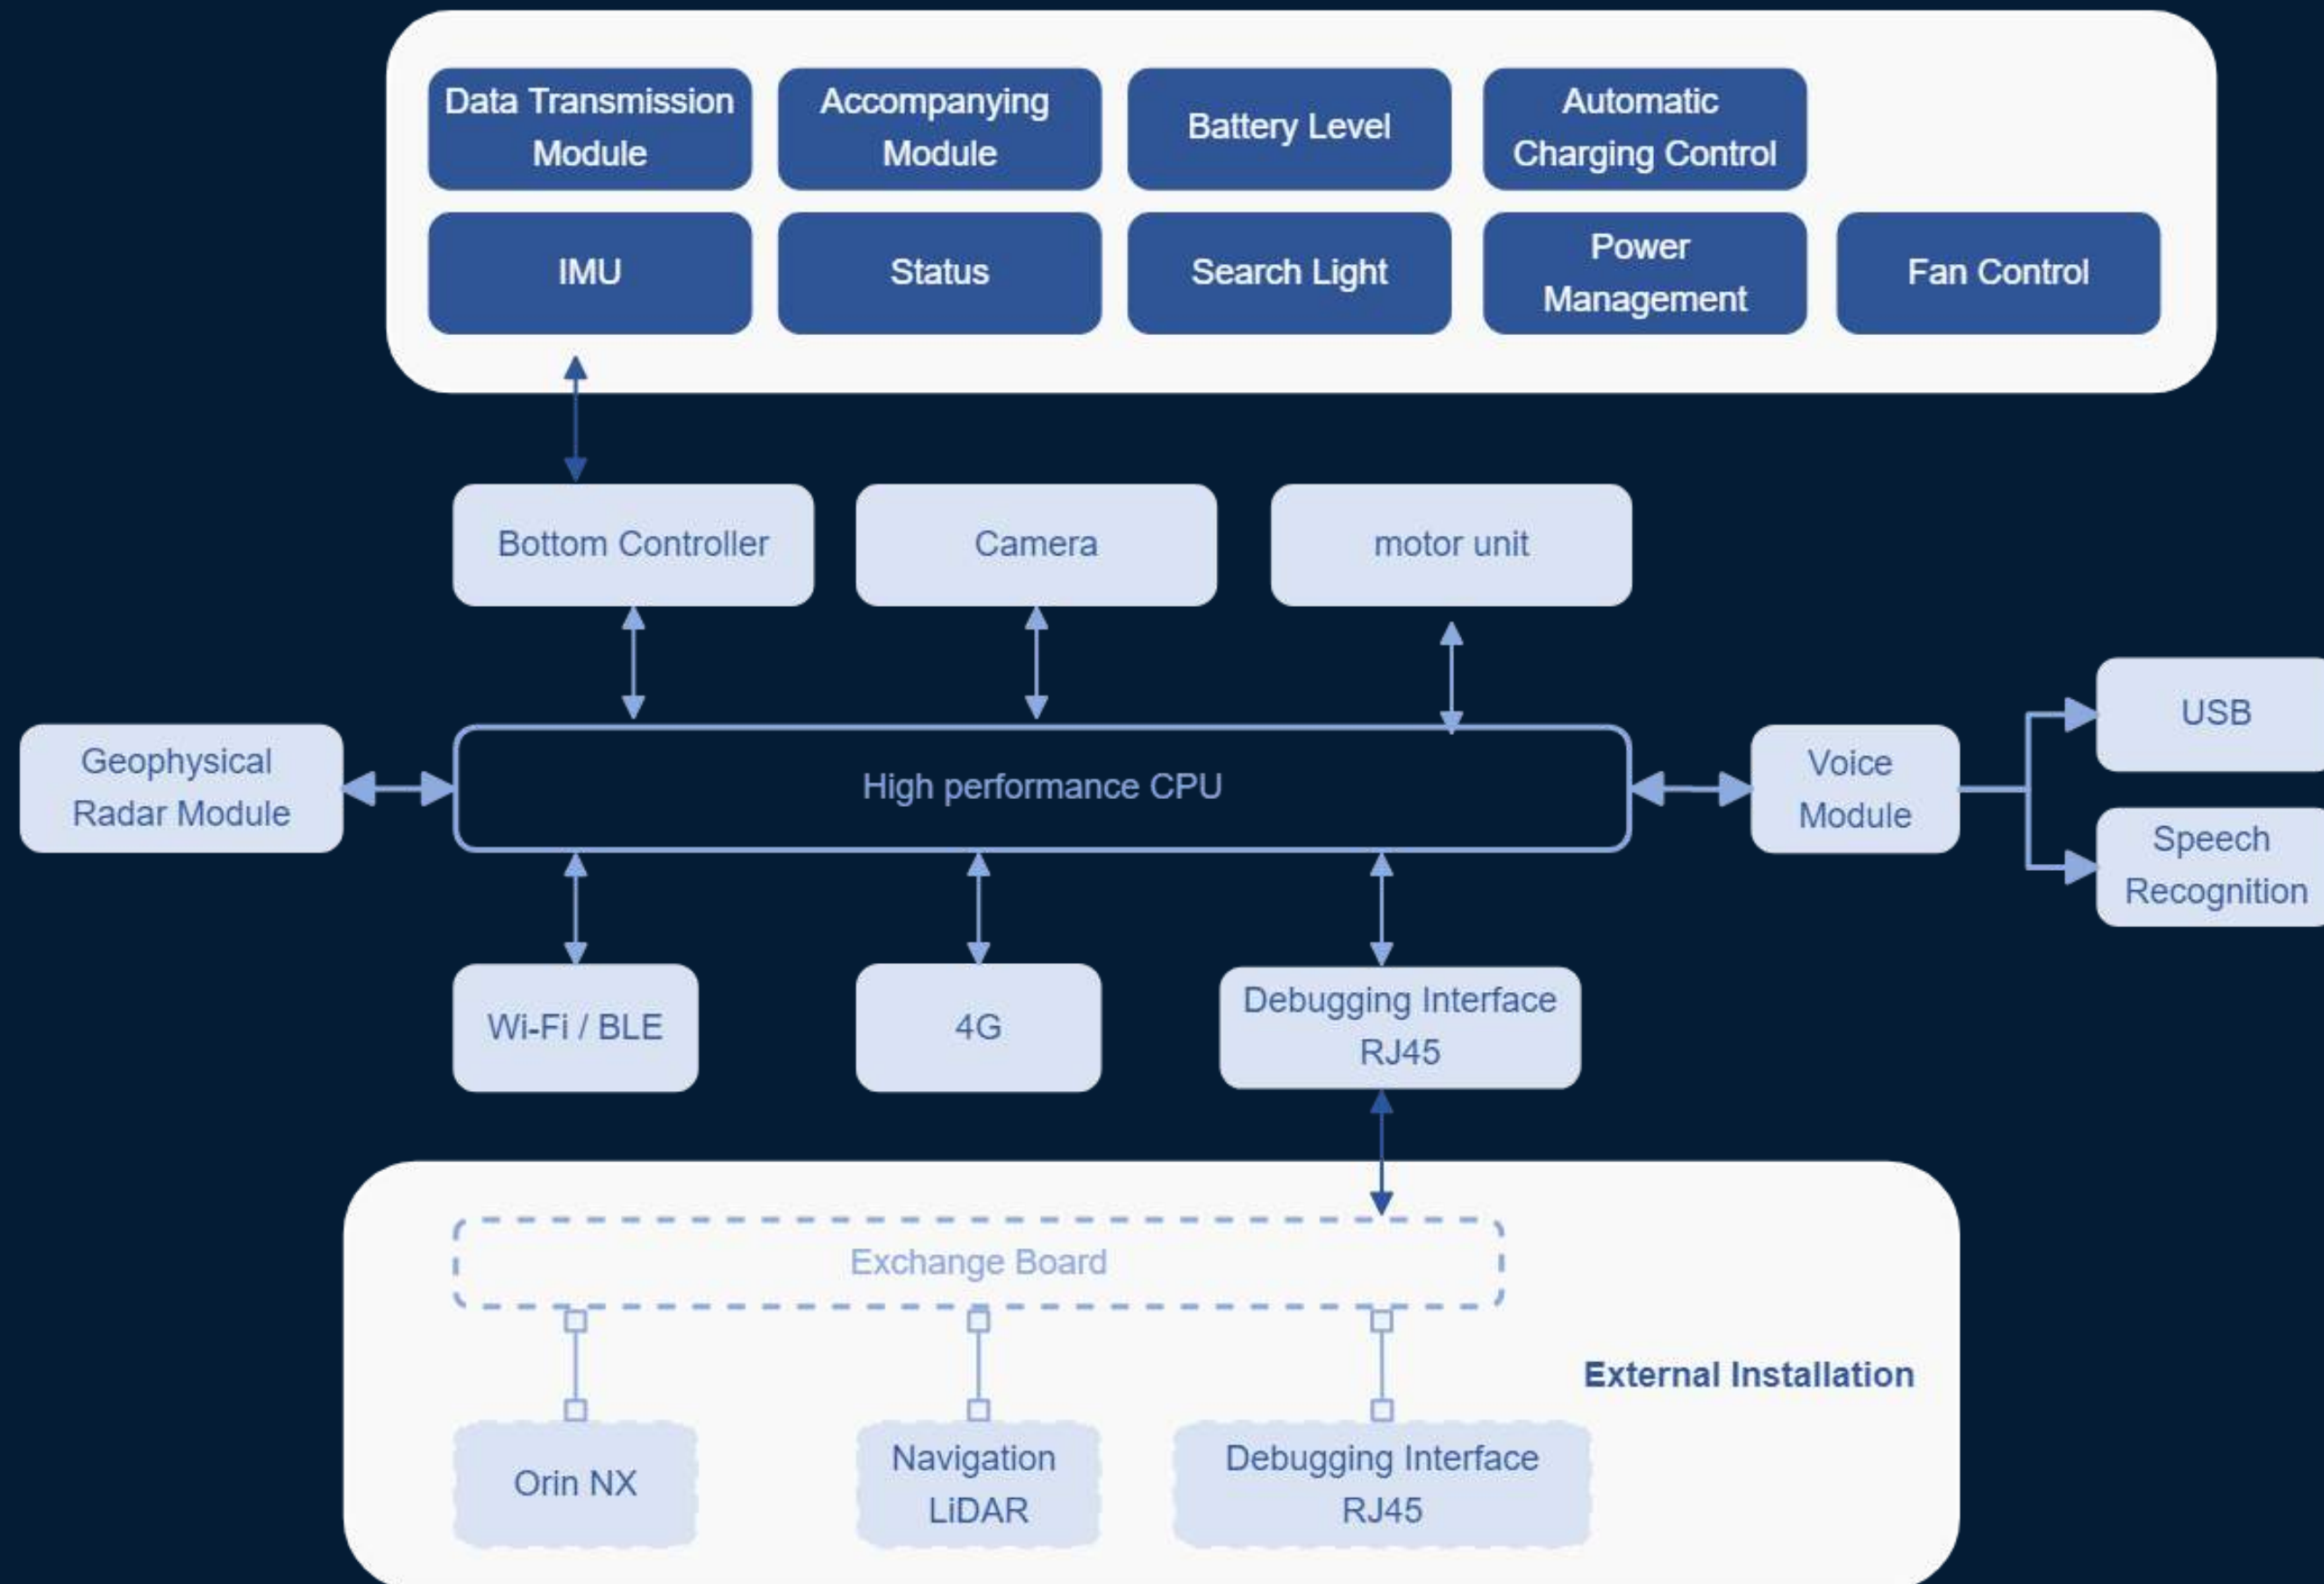 Data Transmission
Module
Accompanying
Module
Battery Level
Automatic
Charging Control
IMU
Status
Search Light
Power
Management
Fan Control
Bottom Controller
Camera
motor unit
Geophysical
Radar Module
High performance CPU
Voice
Module
USB
Speech
Recognition
Wi-Fi / BLE
4G
Debugging Interface
RJ45
Exchange Board
External Installation
Orin NX
Navigation
LiDAR
Debugging Interface
RJ45